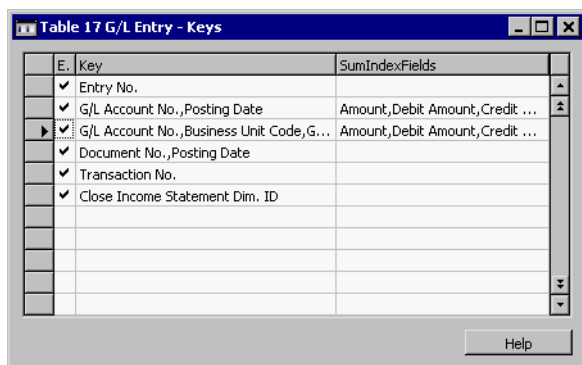 Table 17 G/L Entry - Keys
E. Key SumIndexFields
Entry No.
G/L Account No.,Posting Date Amount,Debit Amount,Credit ...
G/L Account No.,Business Unit Code,G... Amount,Debit Amount,Credit ...
Document No.,Posting Date
Transaction No.
Close Income Statement Dim. ID
Help